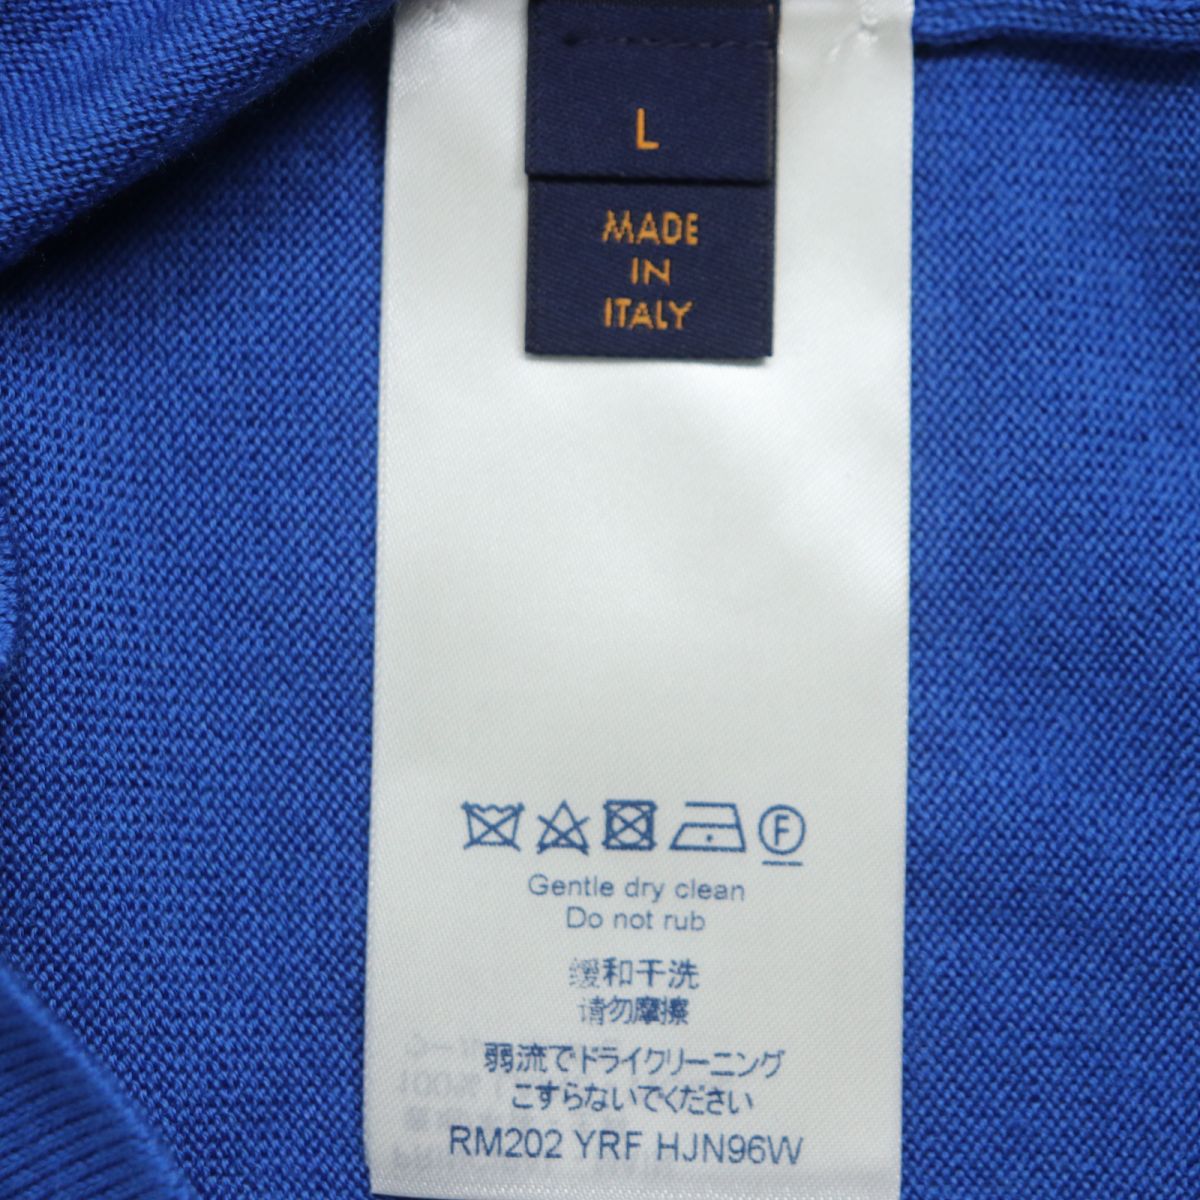 L
MADE
IN
ITALY
F
Gentle dry clean
Do not rub
缓和干洗
请勿摩擦
弱流でドライクリーニング
こすらないでください
RM202 YRF HJN96W